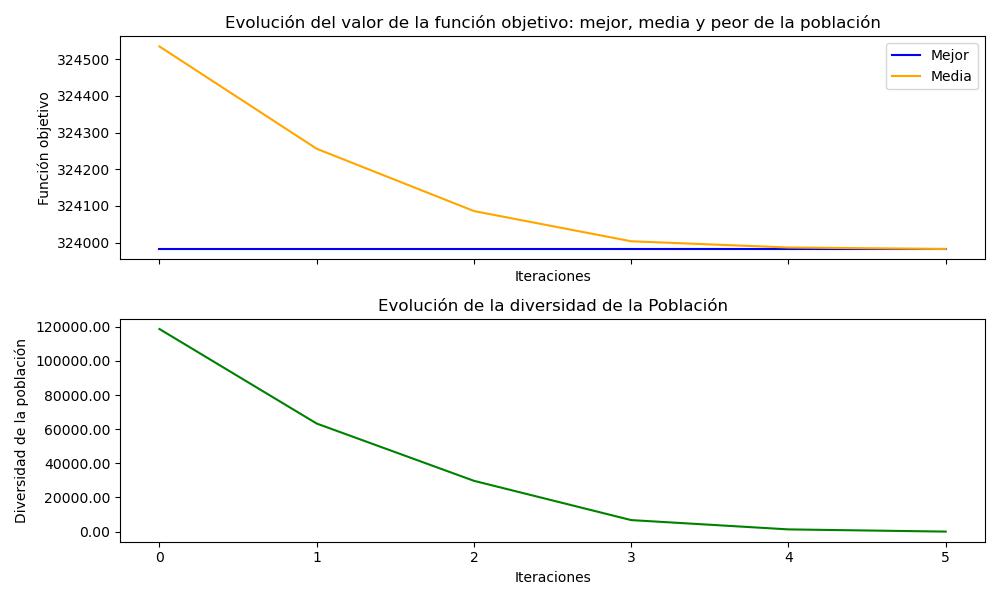 Evolución del valor de la función objetivo: mejor, media y peor de la población
Mejor
Media
324500
324400
324300
324200
324100
324000
Función objetivo
Iteraciones
Evolución de la diversidad de la Población
120000.00
100000.00
80000.00
60000.00
40000.00
20000.00
0.00
Diversidad de la población
0 1 2 3 4 5
Iteraciones